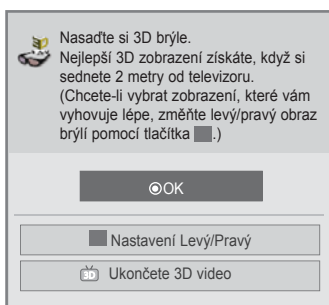 Nasaďte si 3D brýle.
Nejlepší 3D zobrazení získáte, když si
sednete 2 metry od televizoru.
(Chcete-li vybrat zobrazení, které vám
vyhovuje lépe, změňte levý/pravý obraz
brýlí pomocí tlačítka .)
OK
Nastavení Levý/Pravý
3D Ukončete 3D video